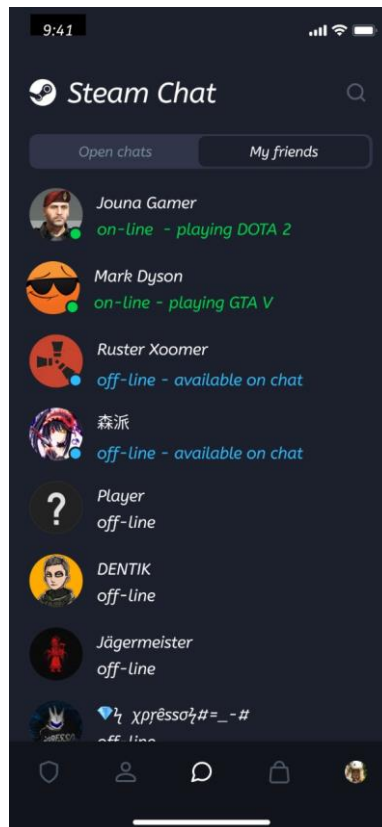 9:41
Steam Chat
Open chats
My friends
Jouna Gamer
on-line - playing DOTA 2
Mark Dyson
on-line - playing GTA V
Ruster Xoomer
off-line - available on chat
森派
off-line - available on chat
?
Player
off-line
DENTIK
off-line
Jägermeister
off-line
off-line